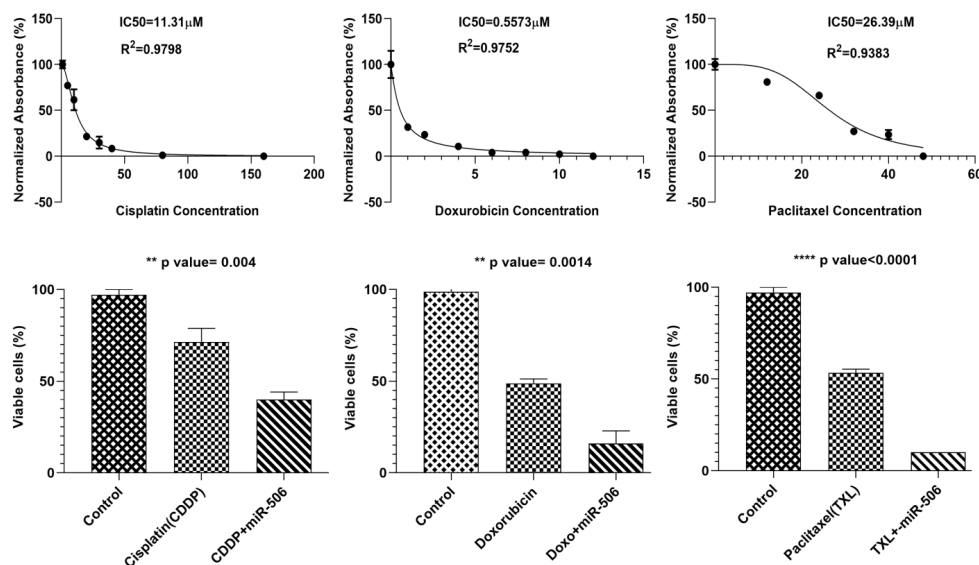 IC50=11.31μM
R²=0.9798
Normalized Absorbance (%)
150
100
50
0
-50
50
100
150
200
Cisplatin Concentration
IC50=0.5573μM
R²=0.9752
Normalized Absorbance (%)
150
100
50
0
-50
5
10
15
Doxurobicin Concentration
IC50=26.39μM
R²=0.9383
Normalized Absorbance (%)
150
100
50
0
-50
20
40
60
Paclitaxel Concentration
** p value= 0.004
Viable cells (%)
100
50
0
Control
Cisplatin(CDDP)
CDDP+miR-506
** p value= 0.0014
Viable cells (%)
100
50
0
Control
Doxorubicin
Doxo+miR-506
**** p value<0.0001
Viable cells (%)
100
50
0
Control
Paclitaxel(TXL)
TXL+-miR-506